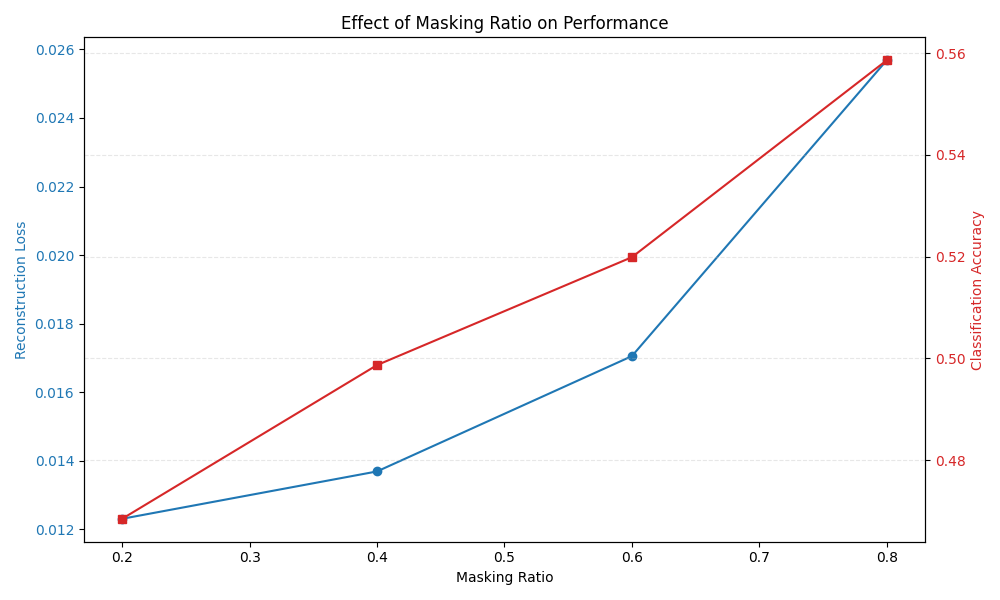 Effect of Masking Ratio on Performance
0.026
0.024
0.022
0.020
0.018
0.016
0.014
0.012
Reconstruction Loss
0.56
0.54
0.52
0.50
0.48
Classification Accuracy
0.2 0.3 0.4 0.5 0.6 0.7 0.8
Masking Ratio